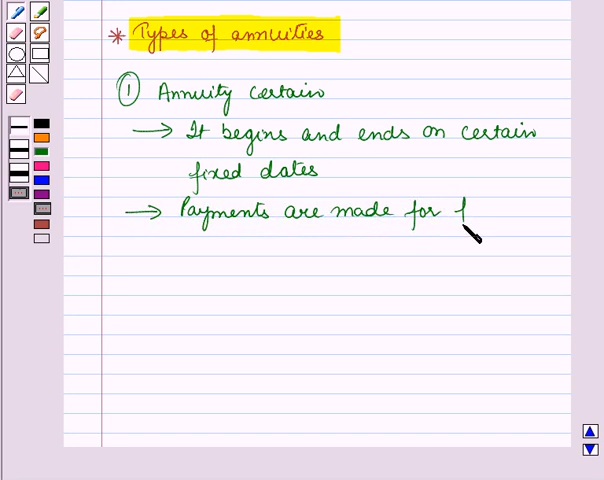 * Types of annuities
① Annuity certain
→ It begins and ends on certain
fixed dates
→ Payments are made for f